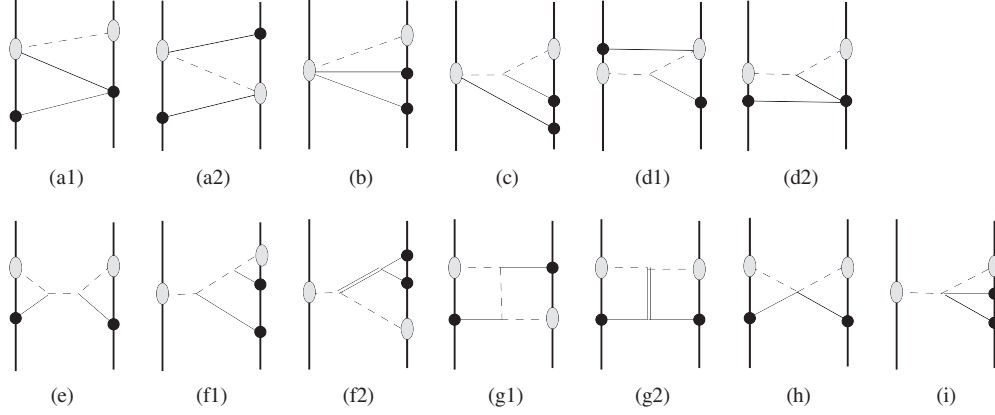 (a1) (a2) (b) (c) (d1) (d2)
(e) (f1) (f2) (g1) (g2) (h) (i)